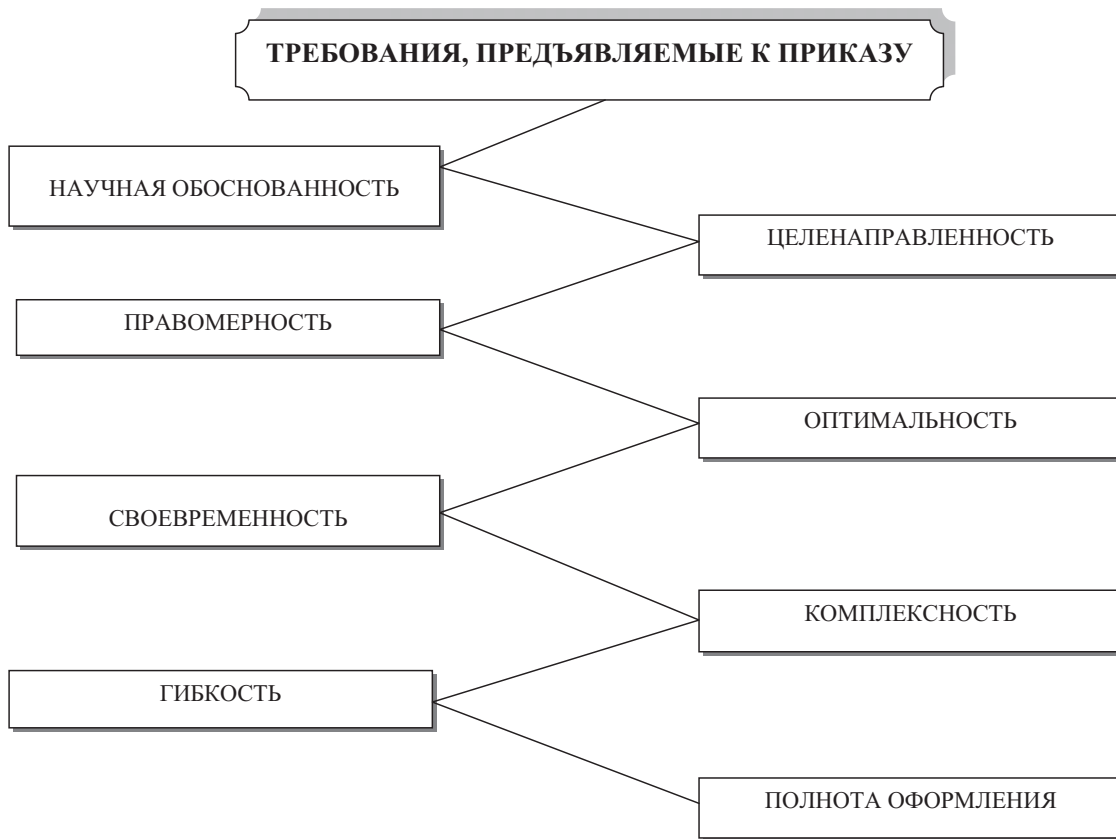 ТРЕБОВАНИЯ, ПРЕДЪЯВЛЯЕМЫЕ К ПРИКАЗУ
НАУЧНАЯ ОБОСНОВАННОСТЬ
ЦЕЛЕНАПРАВЛЕННОСТЬ
ПРАВОМЕРНОСТЬ
ОПТИМАЛЬНОСТЬ
СВОЕВРЕМЕННОСТЬ
КОМПЛЕКСНОСТЬ
ГИБКОСТЬ
ПОЛНОТА ОФОРМЛЕНИЯ